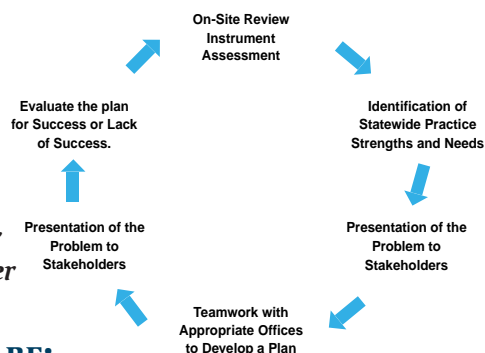 On-Site Review
Instrument
Assessment
Identification of
Statewide Practice
Strengths and Needs
Presentation of the
Problem to
Stakeholders
Teamwork with
Appropriate Offices
to Develop a Plan
Presentation of the
Problem to
Stakeholders
Evaluate the plan
for Success or Lack
of Success.
er